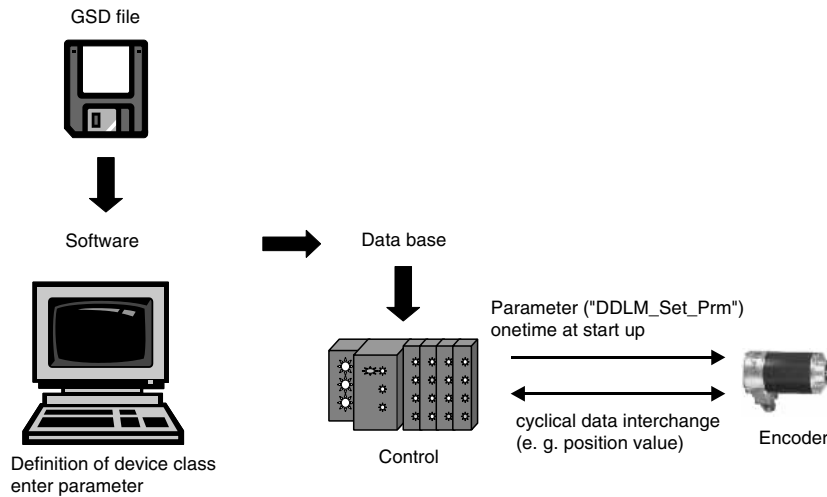 GSD file
Software
Data base
Parameter ("DDLM_Set_Prm")
onetime at start up
cyclical data interchange
(e. g. position value)
Encoder
Control
Definition of device class
enter parameter